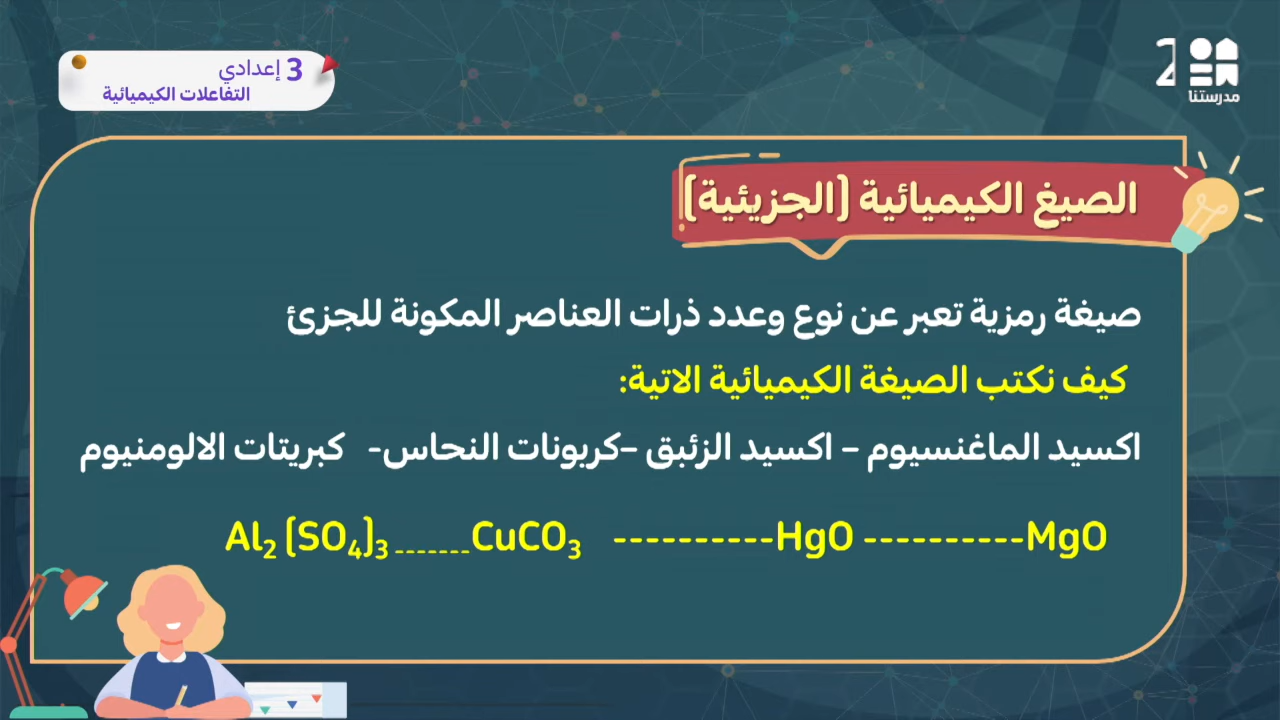 3 إعدادي
التفاعلات الكيميائية
2
مدرستنا
الصيغ الكيميائية (الجزيئية)
صيغة رمزية تعبر عن نوع وعدد ذرات العناصر المكونة للجزئ
كيف نكتب الصيغة الكيميائية الاتية:
اكسيد الماغنسيوم – اكسيد الزئبق –كربونات النحاس- كبريتات الالومنيوم
Al₂ (SO₄)₃ -------CuCO₃ ----------HgO ----------MgO